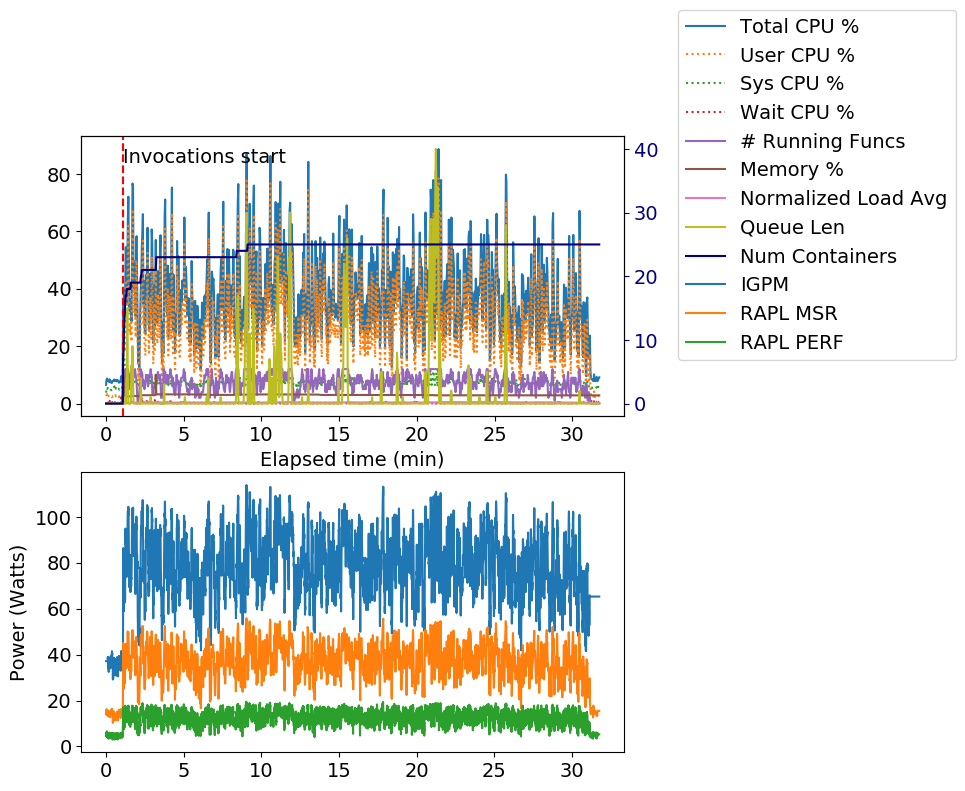 Total CPU %
User CPU %
Sys CPU %
Wait CPU %
# Running Funcs
Memory %
Normalized Load Avg
Queue Len
Num Containers
IGPM
RAPL MSR
RAPL PERF
Invocations start
80
60
40
20
0
40
30
20
10
0
0 5 10 15 20 25 30
Elapsed time (min)
Power (Watts)
100
80
60
40
20
0
0 5 10 15 20 25 30